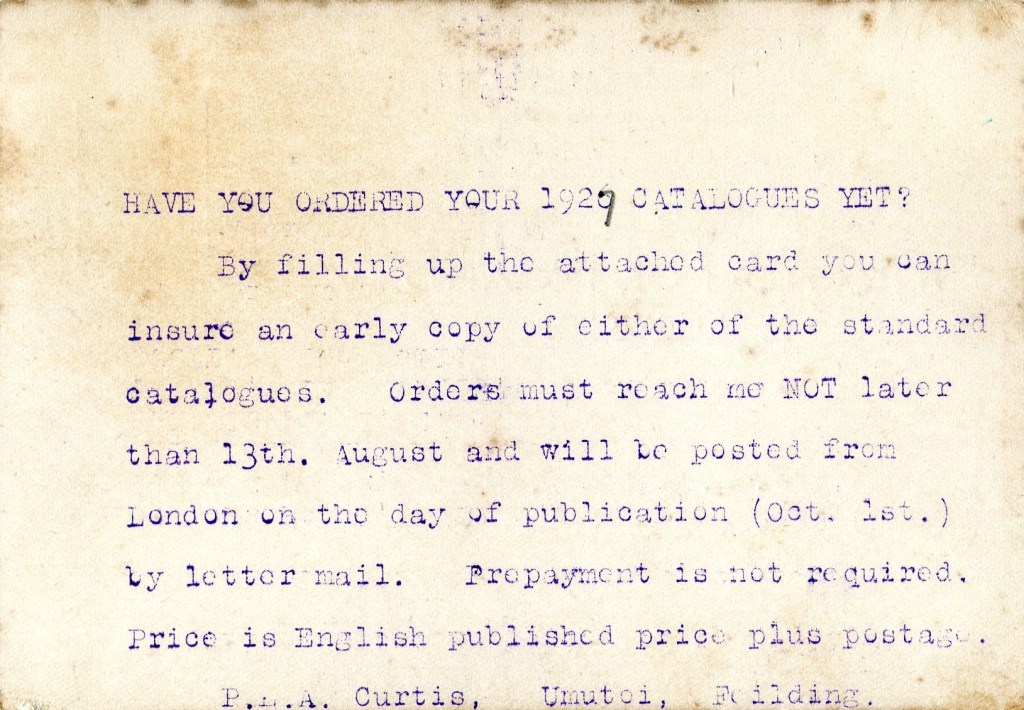 HAVE YOU ORDERED YOUR 1927 CATALOGUES YET?
By filling up the attached card you can
insure an early copy of either of the standard
catalogues. Orders must reach me NOT later
than 13th. August and will be posted from
London on the day of publication (Oct. 1st.)
by letter mail. Prepayment is not required.
Price is English published price plus postage.
P.L.A. Curtis, Umutoi, Feilding.